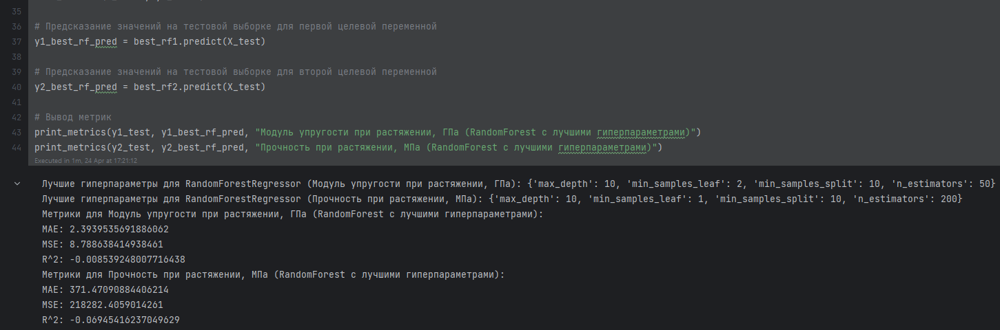 35
36 # Предсказание значений на тестовой выборке для первой целевой переменной
37 y1_best_rf_pred = best_rf1.predict(X_test)
38
39 # Предсказание значений на тестовой выборке для второй целевой переменной
40 y2_best_rf_pred = best_rf2.predict(X_test)
41
42 # Вывод метрик
43 print_metrics(y1_test, y1_best_rf_pred, "Модуль упругости при растяжении, ГПа (RandomForest с лучшими гиперпараметрами)")
44 print_metrics(y2_test, y2_best_rf_pred, "Прочность при растяжении, МПа (RandomForest с лучшими гиперпараметрами)")
Executed in 1m, 24 Apr at 17:21:12
Лучшие гиперпараметры для RandomForestRegressor (Модуль упругости при растяжении, ГПа): {'max_depth': 10, 'min_samples_leaf': 2, 'min_samples_split': 10, 'n_estimators': 50}
Лучшие гиперпараметры для RandomForestRegressor (Прочность при растяжении, МПа): {'max_depth': 10, 'min_samples_leaf': 1, 'min_samples_split': 10, 'n_estimators': 200}
Метрики для Модуль упругости при растяжении, ГПа (RandomForest с лучшими гиперпараметрами):
MAE: 2.3939535691886062
MSE: 8.788638414938461
R^2: -0.008539248007716438
Метрики для Прочность при растяжении, МПа (RandomForest с лучшими гиперпараметрами):
MAE: 371.47090884406214
MSE: 218282.4059014261
R^2: -0.06945416237049629